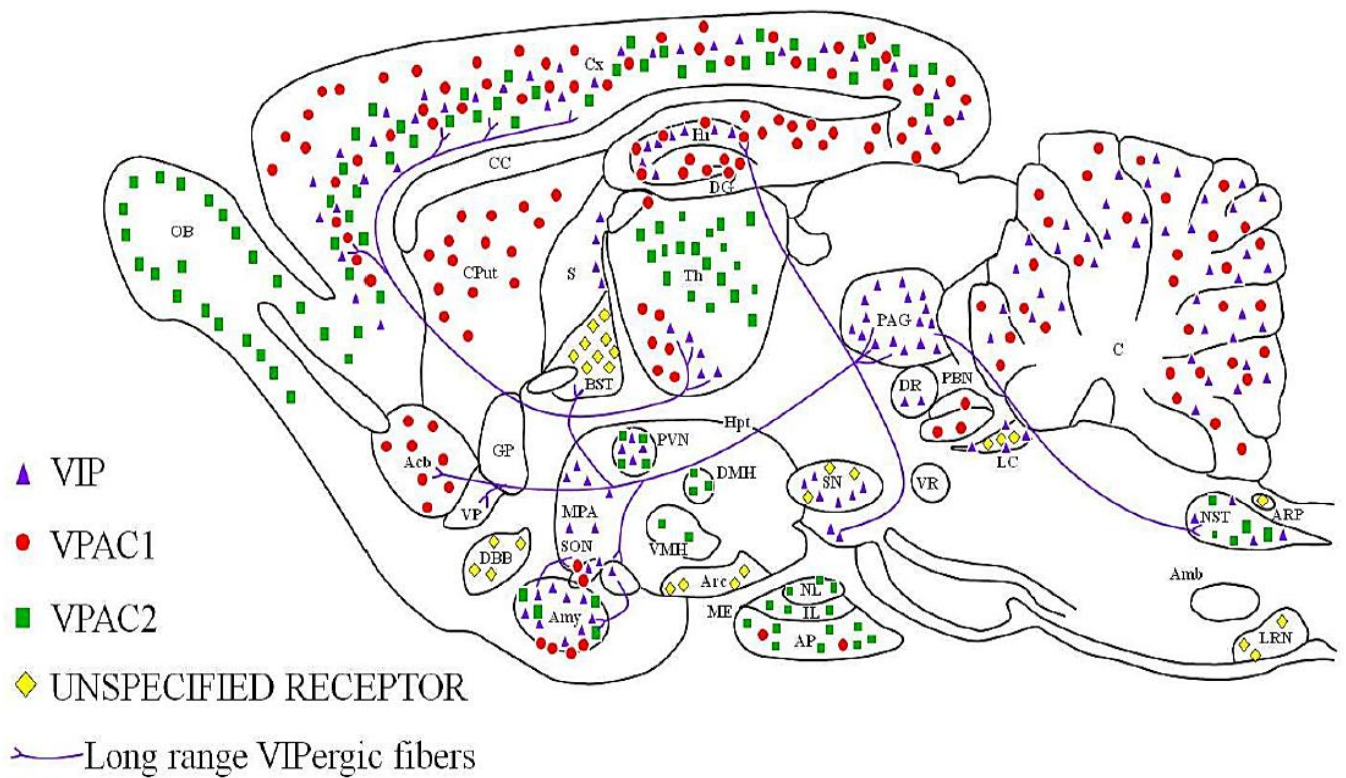 Cx
Hi
CC
DG
OB
CPut
S
Th
PAG
C
BST
DR
PBN
Hpt
GP
PVN
LC
Acb
DMH
SN
VR
VP
MPA
NST
ARP
SON
VMH
DBB
Arc
Amb
NL
ME
IL
Amy
AP
LRN
VIP
VPAC1
VPAC2
UNSPECIFIED RECEPTOR
Long range VIPergic fibers